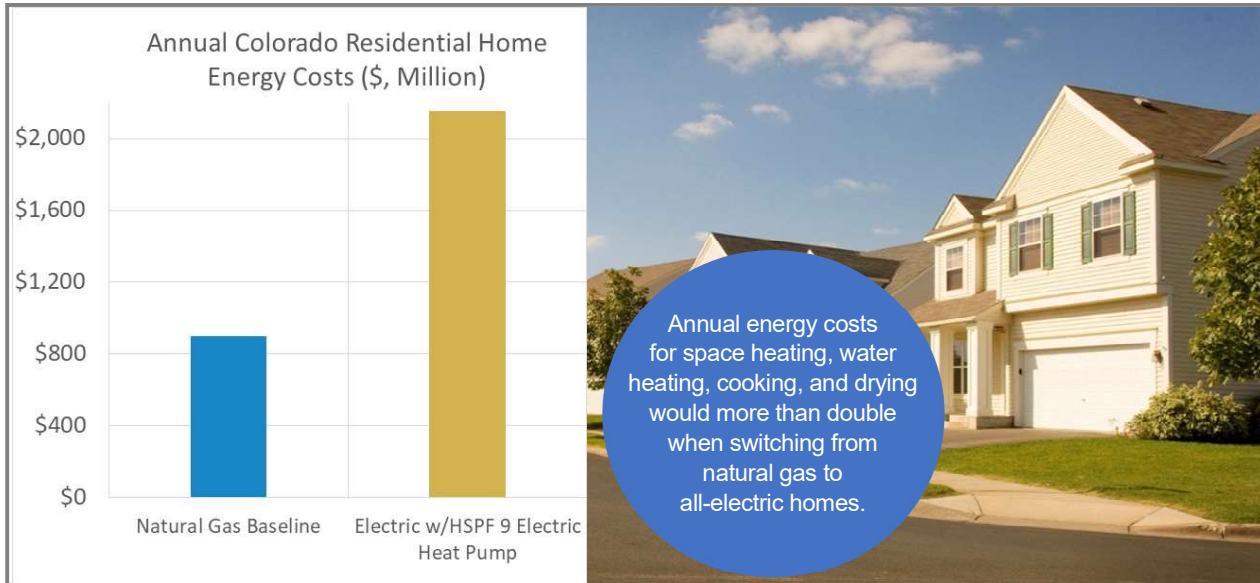 Annual Colorado Residential Home
Energy Costs ($, Million)
$2,000
$1,600
$1,200
$800
$400
$0
Natural Gas Baseline
Electric w/HSPF 9 Electric
Heat Pump
Annual energy costs
for space heating, water
heating, cooking, and drying
would more than double
when switching from
natural gas to
all-electric homes.